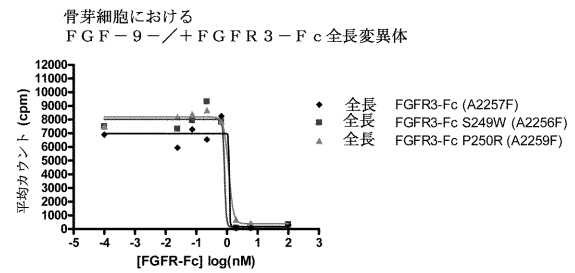 骨芽細胞における
ＦＧＦ－９－／＋ＦＧＦＲ３－Ｆｃ全長変異体
平均カウント (cpm)
12000
11000
10000
9000
8000
7000
6000
5000
4000
3000
2000
1000
0
-5 -4 -3 -2 -1 0 1 2 3
[FGFR-Fc] log(nM)
全長 FGFR3-Fc (A2257F)
全長 FGFR3-Fc S249W (A2256F)
全長 FGFR3-Fc P250R (A2259F)